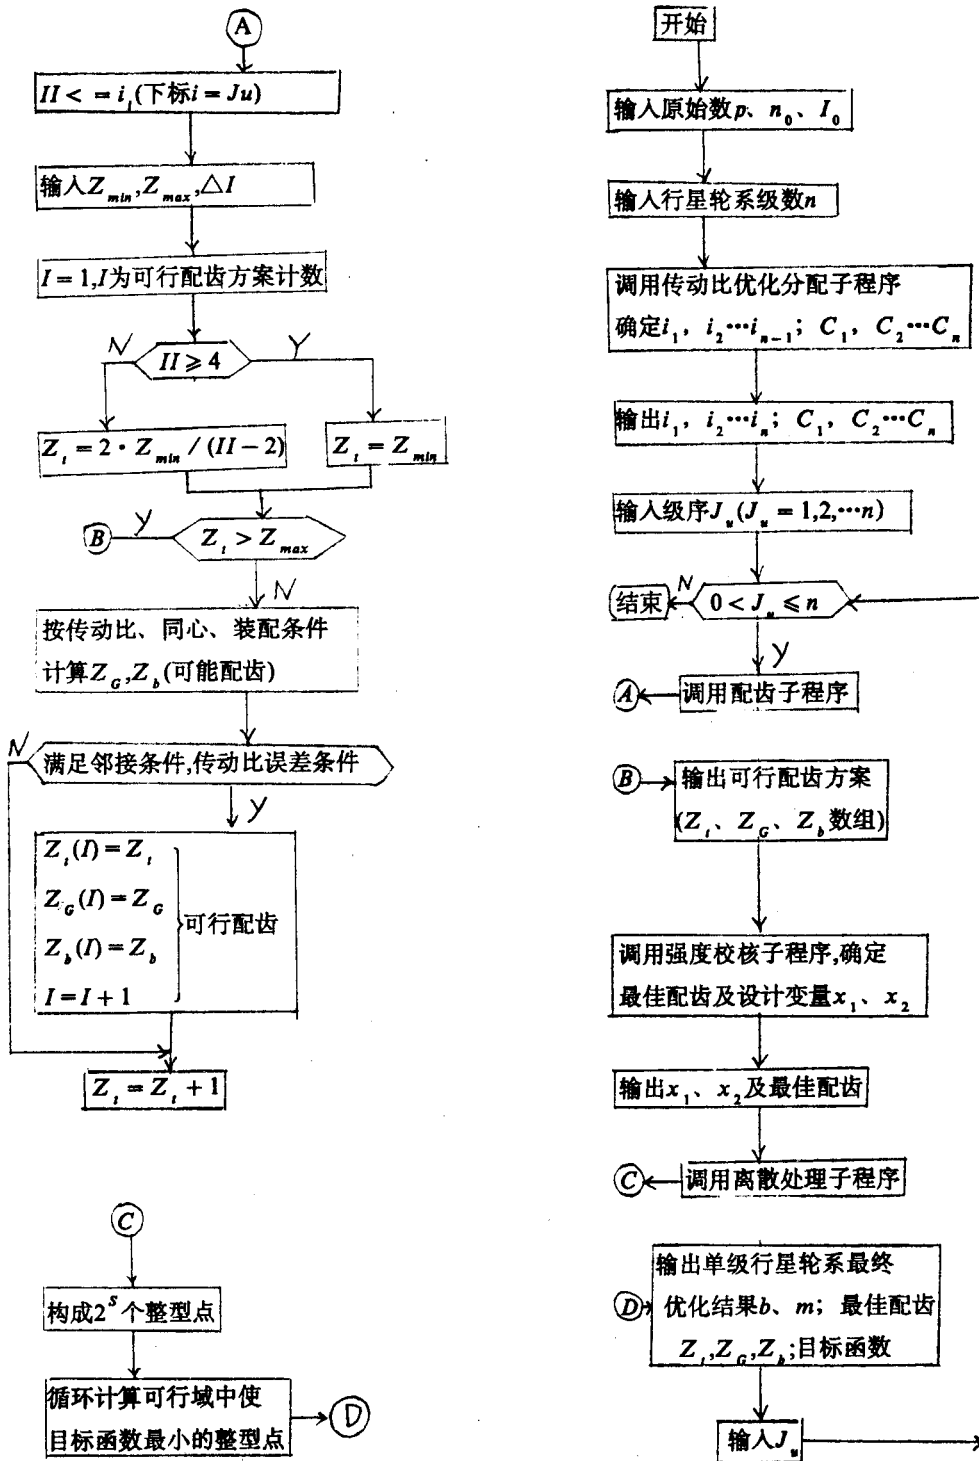 A
II < = i_i(下标i = Ju)
输入Z_min,Z_max,△I
I = 1,I为可行配齿方案计数
N
II ≥ 4
Y
Z_t = 2 · Z_min / (II − 2)
Z_t = Z_min
B
Y
Z_t > Z_max
N
按传动比、同心、装配条件
计算Z_G,Z_b(可能配齿)
N
满足邻接条件,传动比误差条件
Y
Z_t(I) = Z_t
Z_G(I) = Z_G
Z_b(I) = Z_b
I = I + 1
可行配齿
Z_t = Z_t + 1
C
构成2^S个整型点
循环计算可行域中使
目标函数最小的整型点
D
开始
输入原始数p、n_0、I_0
输入行星轮系级数n
调用传动比优化分配子程序
确定i_1, i_2···i_{n-1}; C_1, C_2···C_n
输出i_1, i_2···i_n; C_1, C_2···C_n
输入级序J_u(J_u = 1,2,···n)
结束
N
0 < J_u ≤ n
Y
A
调用配齿子程序
B
输出可行配齿方案
(Z_t、Z_G、Z_b数组)
调用强度校核子程序,确定
最佳配齿及设计变量x_1、x_2
输出x_1、x_2及最佳配齿
C
调用离散处理子程序
输出单级行星轮系最终
D
优化结果b、m; 最佳配齿
Z_t,Z_G,Z_b;目标函数
输入J_u